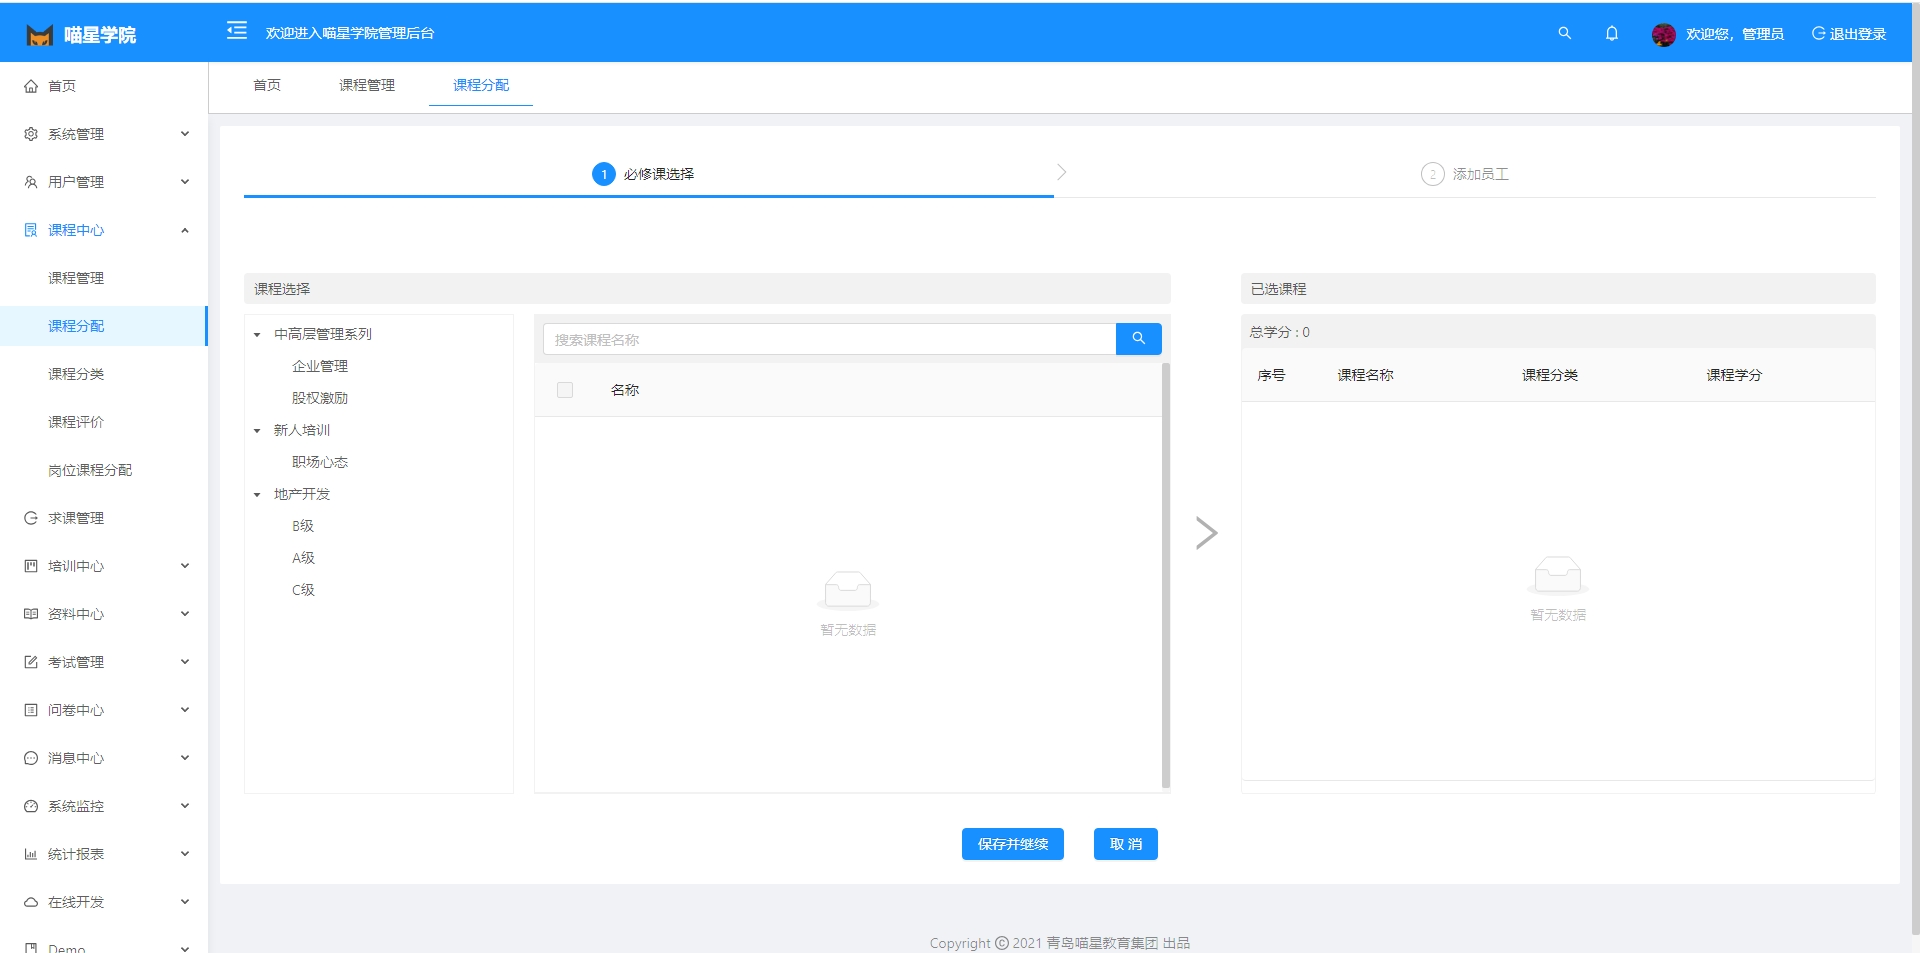 喵星学院
欢迎进入喵星学院管理后台
欢迎您，管理员
退出登录
首页
系统管理
用户管理
课程中心
课程管理
课程分配
课程分类
课程评价
岗位课程分配
求课管理
培训中心
资料中心
考试管理
问卷中心
消息中心
系统监控
统计报表
在线开发
Demo
首页 课程管理 课程分配
1 必修课选择
2 添加员工
课程选择
中高层管理系列
企业管理
股权激励
新人培训
职场心态
地产开发
B级
A级
C级
搜索课程名称
名称
暂无数据
已选课程
总学分 : 0
序号 课程名称 课程分类 课程学分
暂无数据
保存并继续 取 消
Copyright © 2021 青岛喵星教育集团 出品